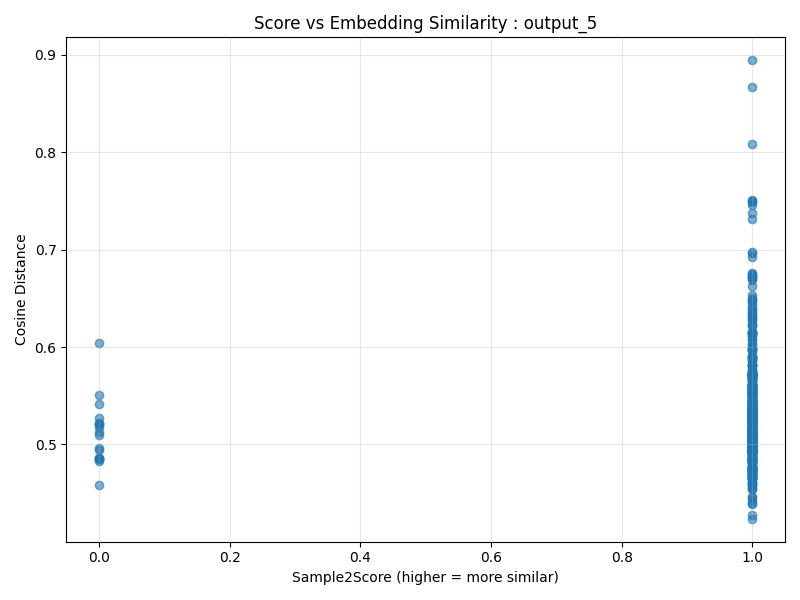 Score vs Embedding Similarity : output_5
Cosine Distance
0.9
0.8
0.7
0.6
0.5
0.0 0.2 0.4 0.6 0.8 1.0
Sample2Score (higher = more similar)